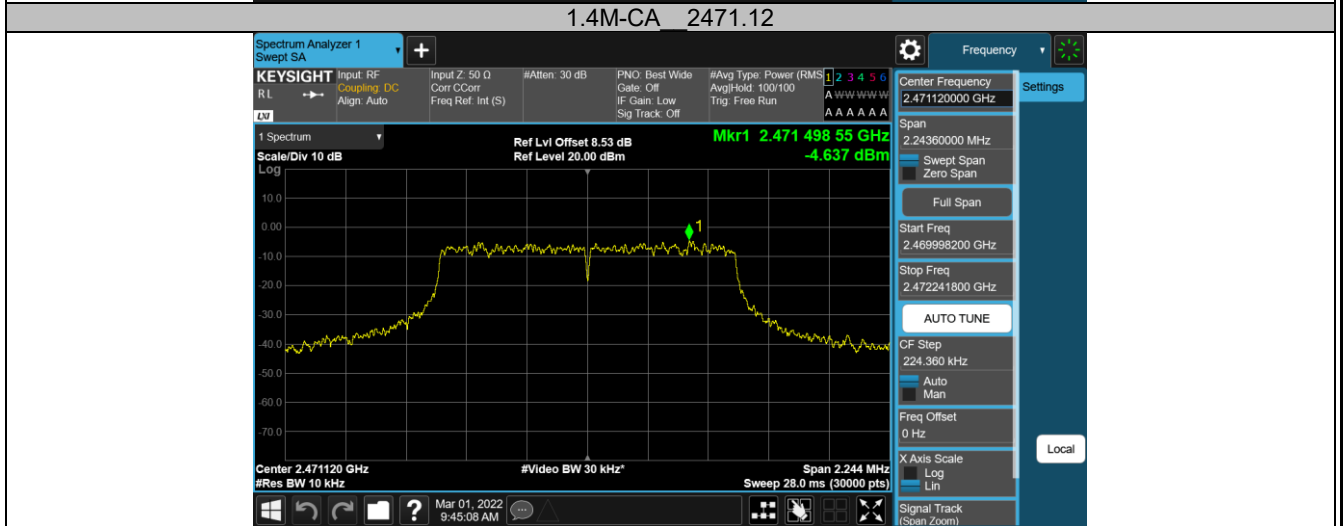 1.4M-CA__2471.12
Spectrum Analyzer 1
Swept SA
+
Frequency
KEYSIGHT
RL
LXI
Input: RF
Coupling: DC
Align: Auto
Input Z: 50 Ω
Corr CCorr
Freq Ref: Int (S)
#Atten: 30 dB
PNO: Best Wide
Gate: Off
IF Gain: Low
Sig Track: Off
#Avg Type: Power (RMS
Avg|Hold: 100/100
Trig: Free Run
1 2 3 4 5 6
A W W W W W
A A A A A A
Center Frequency
2.471120000 GHz
Settings
Span
2.24360000 MHz
Swept Span
Zero Span
Full Span
Start Freq
2.469998200 GHz
Stop Freq
2.472241800 GHz
AUTO TUNE
CF Step
224.360 kHz
Auto
Man
Freq Offset
0 Hz
X Axis Scale
Log
Lin
Local
Signal Track
(Span Zoom)
1 Spectrum
Scale/Div 10 dB
Log
Ref Lvl Offset 8.53 dB
Ref Level 20.00 dBm
Mkr1 2.471 498 55 GHz
-4.637 dBm
10.0
0.00
-10.0
-20.0
-30.0
-40.0
-50.0
-60.0
-70.0
1
Center 2.471120 GHz
#Res BW 10 kHz
#Video BW 30 kHz*
Span 2.244 MHz
Sweep 28.0 ms (30000 pts)
?
Mar 01, 2022
9:45:08 AM